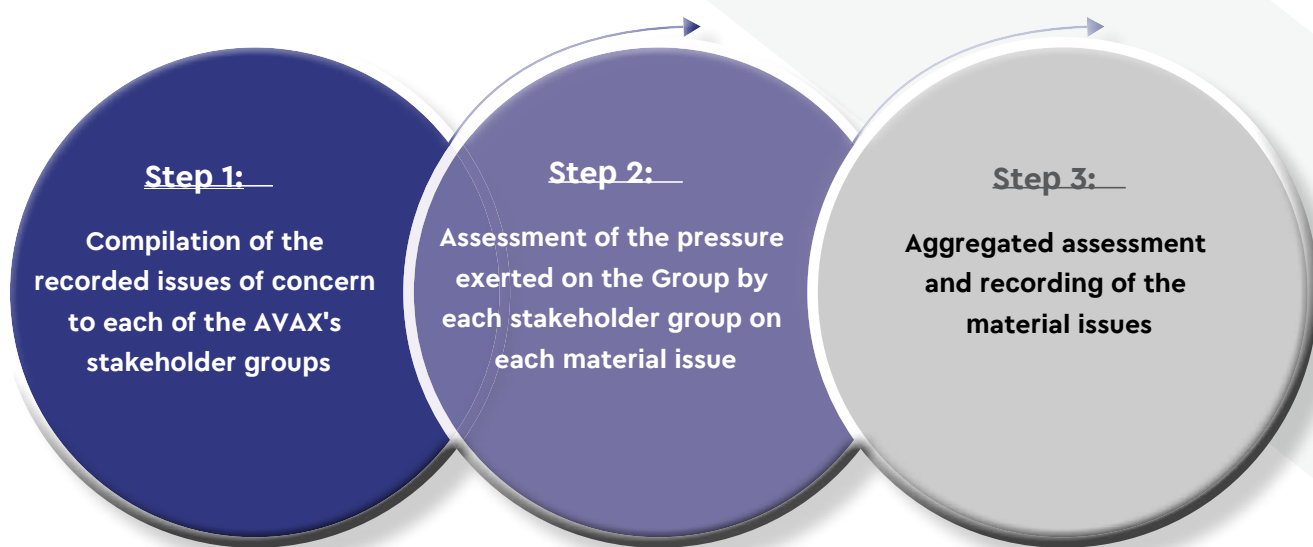 Step 1:
Compilation of the
recorded issues of concern
to each of the AVAX's
stakeholder groups
Step 2:
Assessment of the pressure
exerted on the Group by
each stakeholder group on
each material issue
Step 3:
Aggregated assessment
and recording of the
material issues